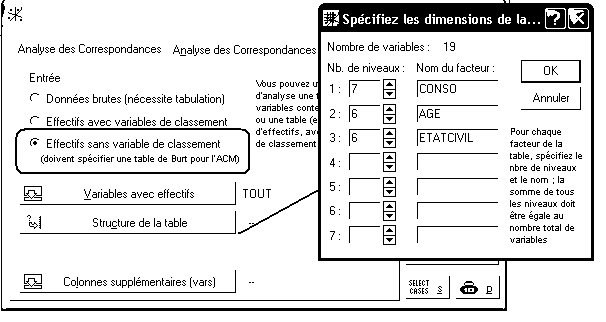 Analyse des Correspondances
Analyse des Correspondances
Entrée
Données brutes (nécessite tabulation)
Effectifs avec variables de classement
Effectifs sans variable de classement
(doivent spécifier une table de Burt pour l'ACM)
Vous pouvez u
d'analyse une f
variables conte
ou une table (e
d'effectifs, ave
de classement
Variables avec effectifs
TOUT
Structure de la table
--
Colonnes supplémentaires (vars)
--
SELECT
CASES
S
D
Spécifiez les dimensions de la...
Nombre de variables : 19
Nb. de niveaux :
Nom du facteur :
1 : 7 CONSO
2 : 6 AGE
3 : 6 ETATCIVIL
4 :
5 :
6 :
7 :
OK
Annuler
Pour chaque
facteur de la
table, spécifiez le
nbre de niveaux
et le nom ; la
somme de tous
les niveaux doit
être égale au
nombre total de
variables